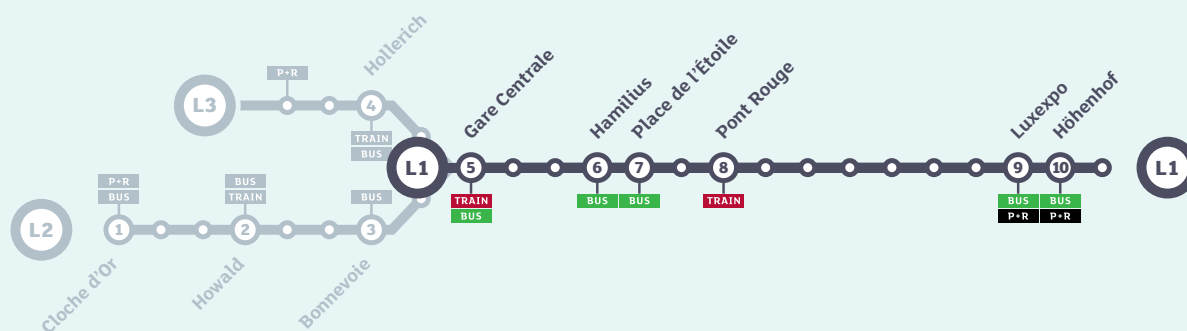 Hollerich
P+R
L3
4
TRAIN
BUS
Gare Centrale
Hamilius
Place de l'Étoile
Pont Rouge
Luxexpo
Höhenhof
L1
5
6
7
8
9
10
L1
TRAIN
BUS
BUS
BUS
TRAIN
BUS
P+R
BUS
P+R
P+R
BUS
BUS
TRAIN
BUS
L2
1
2
3
Cloche d'Or
Howald
Bonnevoie